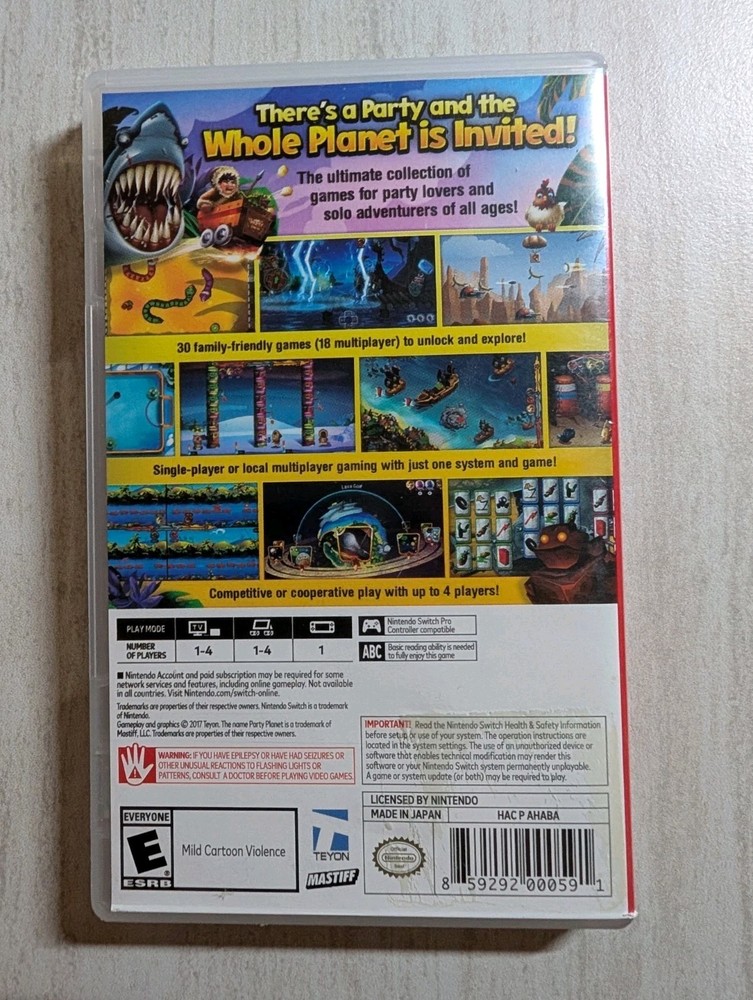 There's a Party and the
Whole Planet is Invited!
The ultimate collection of
games for party lovers and
solo adventurers of all ages!
30 family-friendly games (18 multiplayer) to unlock and explore!
Single-player or local multiplayer gaming with just one system and game!
Competitive or cooperative play with up to 4 players!
PLAY MODE
TV
NUMBER
OF PLAYERS
1-4
1-4
1
Nintendo Switch Pro
Controller compatible
ABC
Basic reading ability is needed
to fully enjoy this game
■ Nintendo Account and paid subscription may be required for some
network services and features, including online gameplay. Not available
in all countries. Visit Nintendo.com/switch-online.
Trademarks are properties of their respective owners. Nintendo Switch is a trademark
of Nintendo.
Gameplay and graphics © 2017 Teyon. The name Party Planet is a trademark of
Mastiff, LLC. Trademarks are properties of their respective owners.
WARNING: IF YOU HAVE EPILEPSY OR HAVE HAD SEIZURES OR
OTHER UNUSUAL REACTIONS TO FLASHING LIGHTS OR
PATTERNS, CONSULT A DOCTOR BEFORE PLAYING VIDEO GAMES.
IMPORTANT! Read the Nintendo Switch Health & Safety Information
before setup or use of your system. The operation instructions are
located in the system settings. The use of an unauthorized device or
software that enables technical modification may render this
software or your Nintendo Switch system permanently unplayable.
A game or system update (or both) may be required to play.
EVERYONE
E
®
ESRB
Mild Cartoon Violence
T
TEYON
MASTIFF
LICENSED BY NINTENDO
MADE IN JAPAN
HAC P AHABA
Official
Nintendo
Seal
8 59292 00059 1